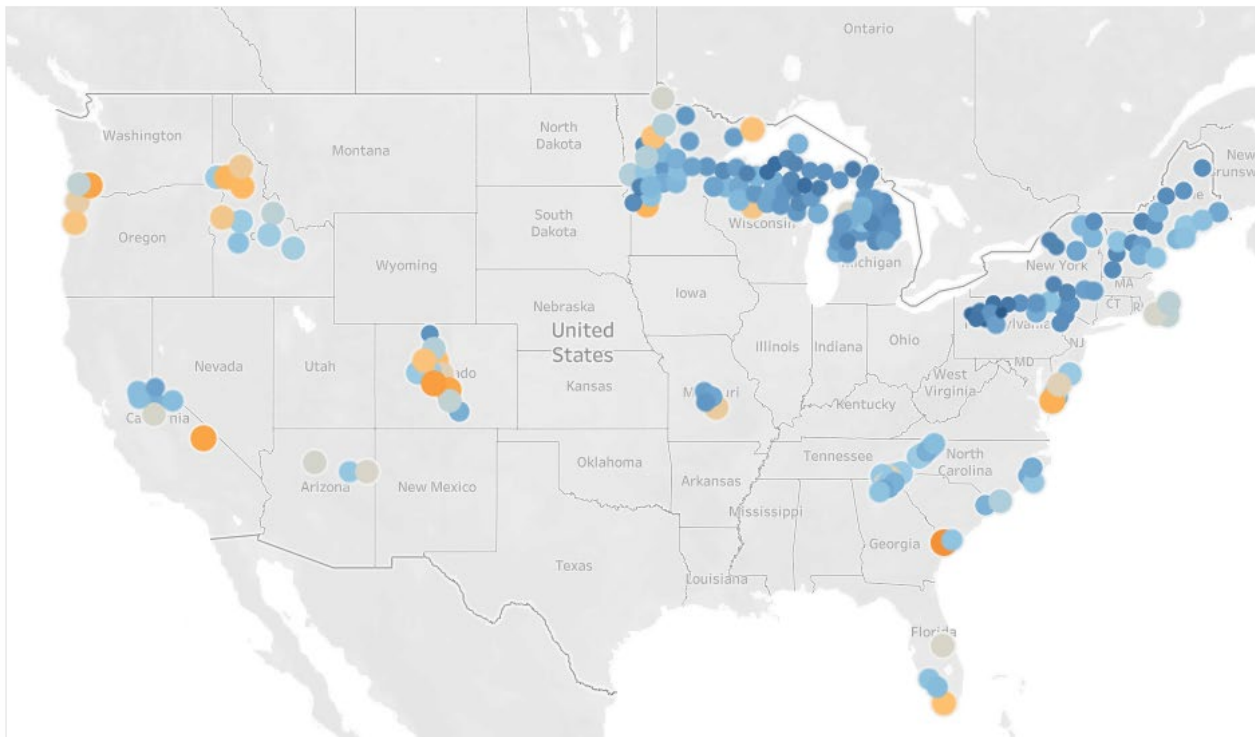 Ontario
Washington
Montana
North
Dakota
New
Brunsw
Oregon
South
Dakota
Wisconsin
Michigan
Wyoming
New York
MA
CT
Iowa
Nebraska
United
States
Nevada
Utah
Illinois
Indiana
Ohio
NJ
MD
West
Virginia
Kansas
Kentucky
Tennessee
North
Carolina
Oklahoma
Arizona
New Mexico
Arkansas
Mississippi
Georgia
Texas
Louisiana
Florida